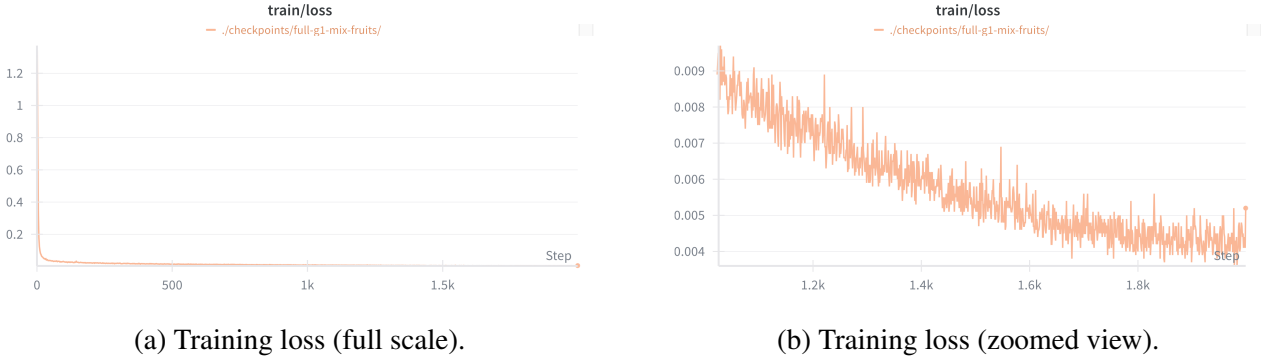 train/loss
./checkpoints/full-g1-mix-fruits/
1.2
1
0.8
0.6
0.4
0.2
Step
0 500 1k 1.5k
(a) Training loss (full scale).
train/loss
./checkpoints/full-g1-mix-fruits/
0.009
0.008
0.007
0.006
0.005
0.004
Step
1.2k 1.4k 1.6k 1.8k
(b) Training loss (zoomed view).